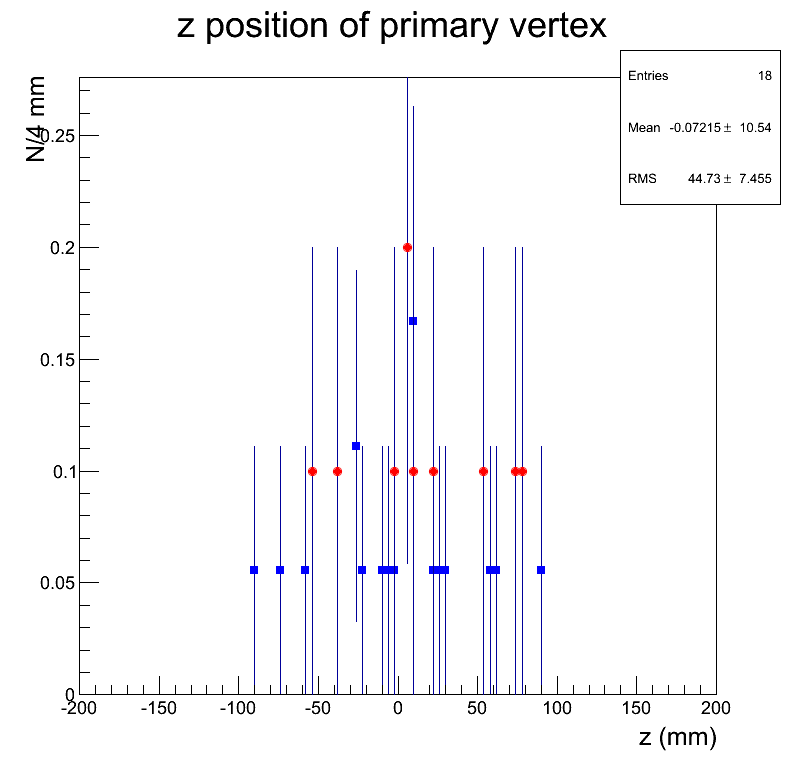 z position of primary vertex
Entries 18
Mean -0.07215 ± 10.54
RMS 44.73 ± 7.455
N/4 mm
0.25
0.2
0.15
0.1
0.05
0
-200 -150 -100 -50 0 50 100 150 200
z (mm)